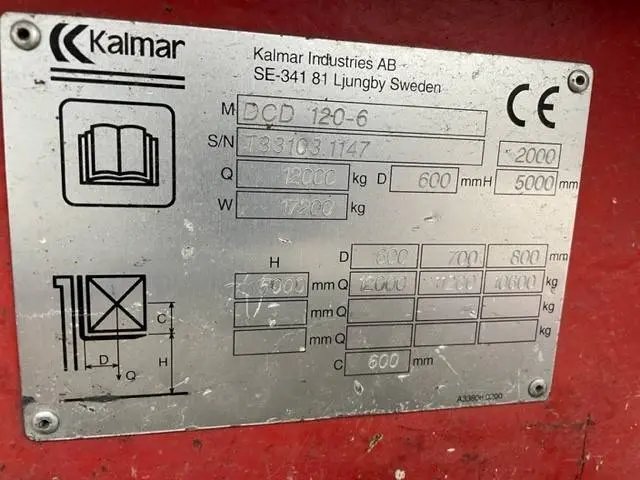 Kalmar
Kalmar Industries AB
SE-341 81 Ljungby Sweden
CE
M DCD 120-6
S/N T33103.1147 2000
Q 12000 kg D 600 mm H 5000 mm
W 17200 kg
H D 600 700 800 mm
5000 mm Q 12000 11200 10600 kg
mm Q kg
mm Q kg
C 600 mm
C
D H
Q